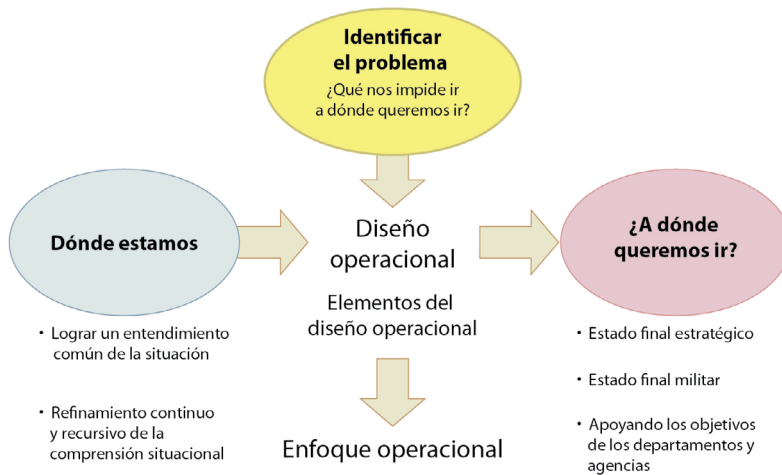 Identificar
el problema
¿Qué nos impide ir
a dónde queremos ir?
Dónde estamos
Diseño
operacional
¿A dónde
queremos ir?
Elementos del
diseño operacional
• Lograr un entendimiento
común de la situación
• Refinamiento continuo
y recursivo de la
comprensión situacional
Enfoque operacional
• Estado final estratégico
• Estado final militar
• Apoyando los objetivos
de los departamentos y
agencias